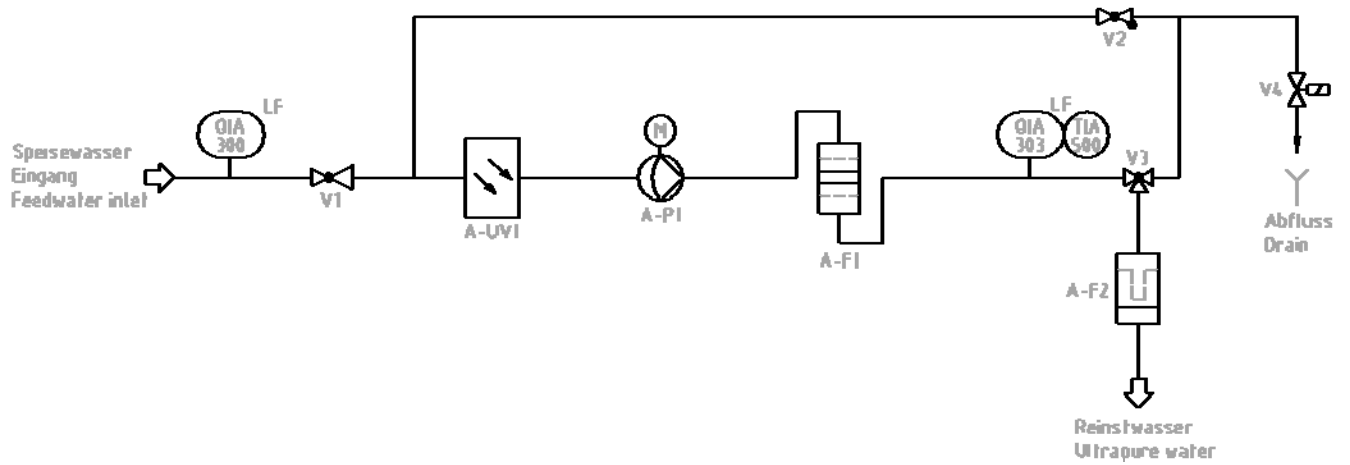 V2
V4
LF
QIA
300
LF
QIA
303
TIA
500
M
Speisewasser
Eingang
Feedwater inlet
V1
V3
A-UV1
A-P1
A-F1
Abfluss
Drain
A-F2
Reinstwasser
Ultrapure water